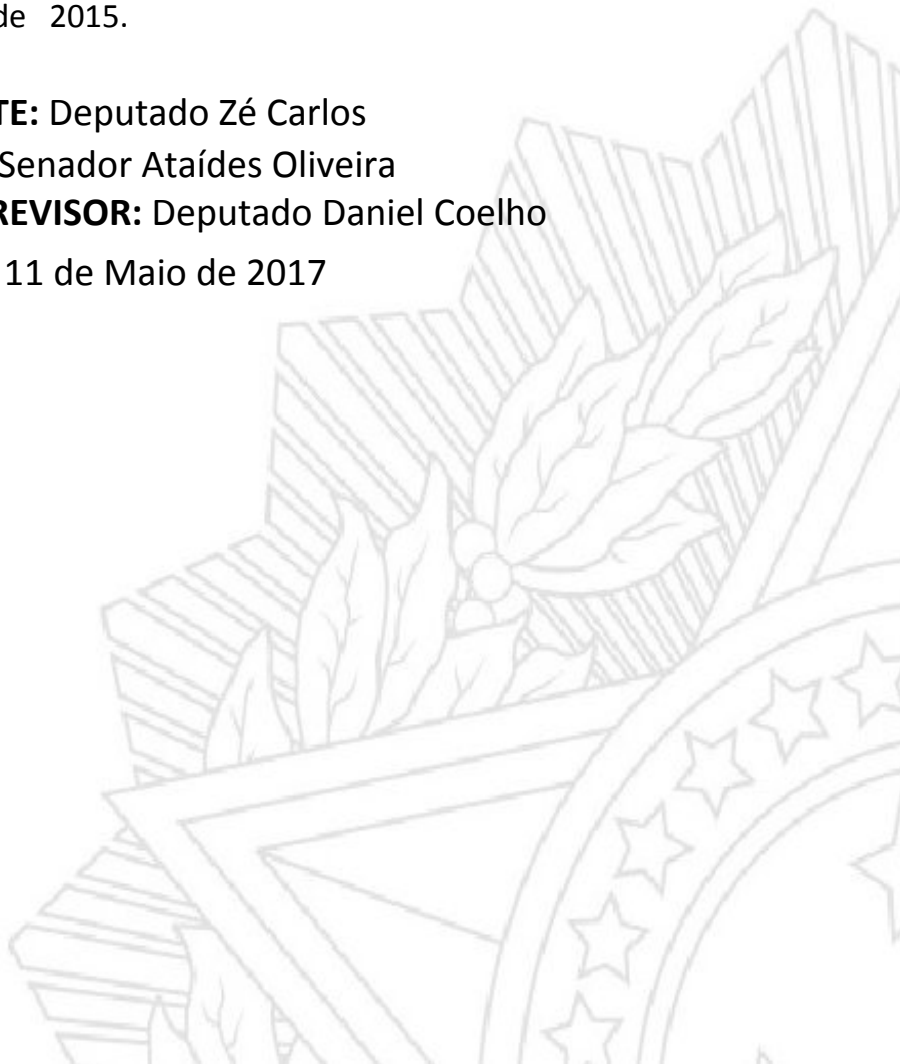 de 2015.
TE: Deputado Zé Carlos
Senador Ataídes Oliveira
REVISOR: Deputado Daniel Coelho
11 de Maio de 2017